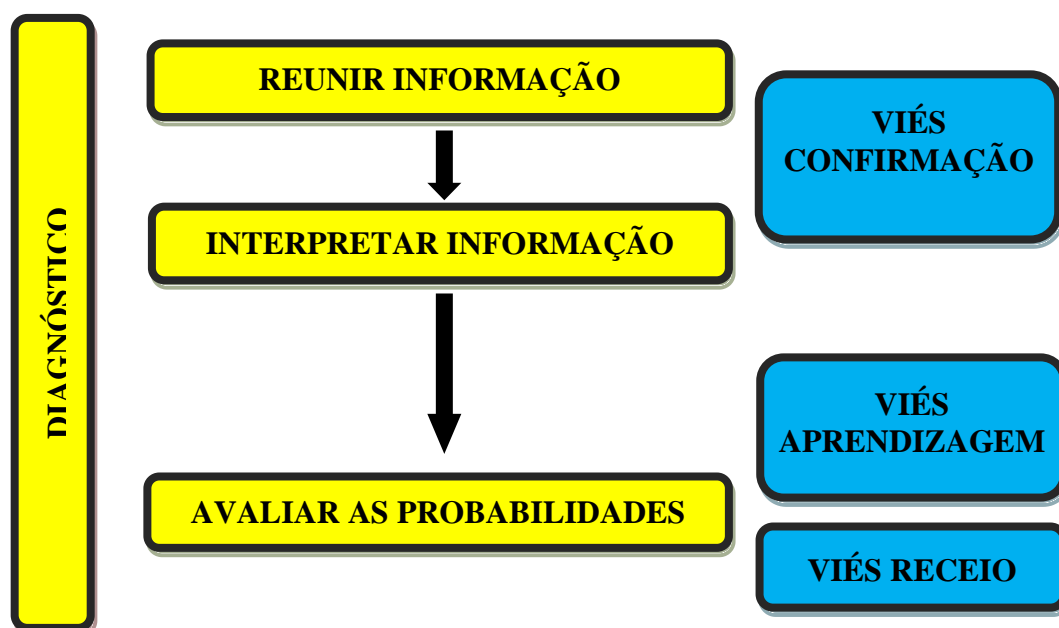 DIAGNÓSTICO
REUNIR INFORMAÇÃO
VIÉS
CONFIRMAÇÃO
INTERPRETAR INFORMAÇÃO
VIÉS
APRENDIZAGEM
AVALIAR AS PROBABILIDADES
VIÉS RECEIO